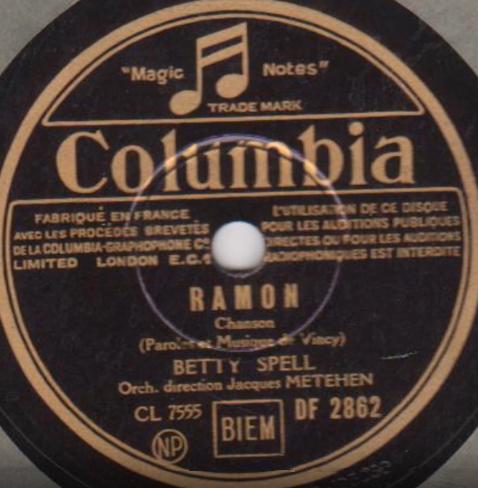 "Magic Notes"
TRADE MARK
Columbia
FABRIQUÉ EN FRANCE
AVEC LES PROCÉDÉS BREVETÉS
DE LA COLUMBIA-GRAPHOPHONE Cº
LIMITED LONDON E.C.1
L'UTILISATION DE CE DISQUE
POUR LES AUDITIONS PUBLIQUES
DIRECTES OU POUR LES AUDITIONS
RADIOPHONIQUES EST INTERDITE
RAMON
Chanson
(Paroles et Musique de Vincy)
BETTY SPELL
Orch. direction Jacques METEHEN
CL 7555 BIEM DF 2862
NP